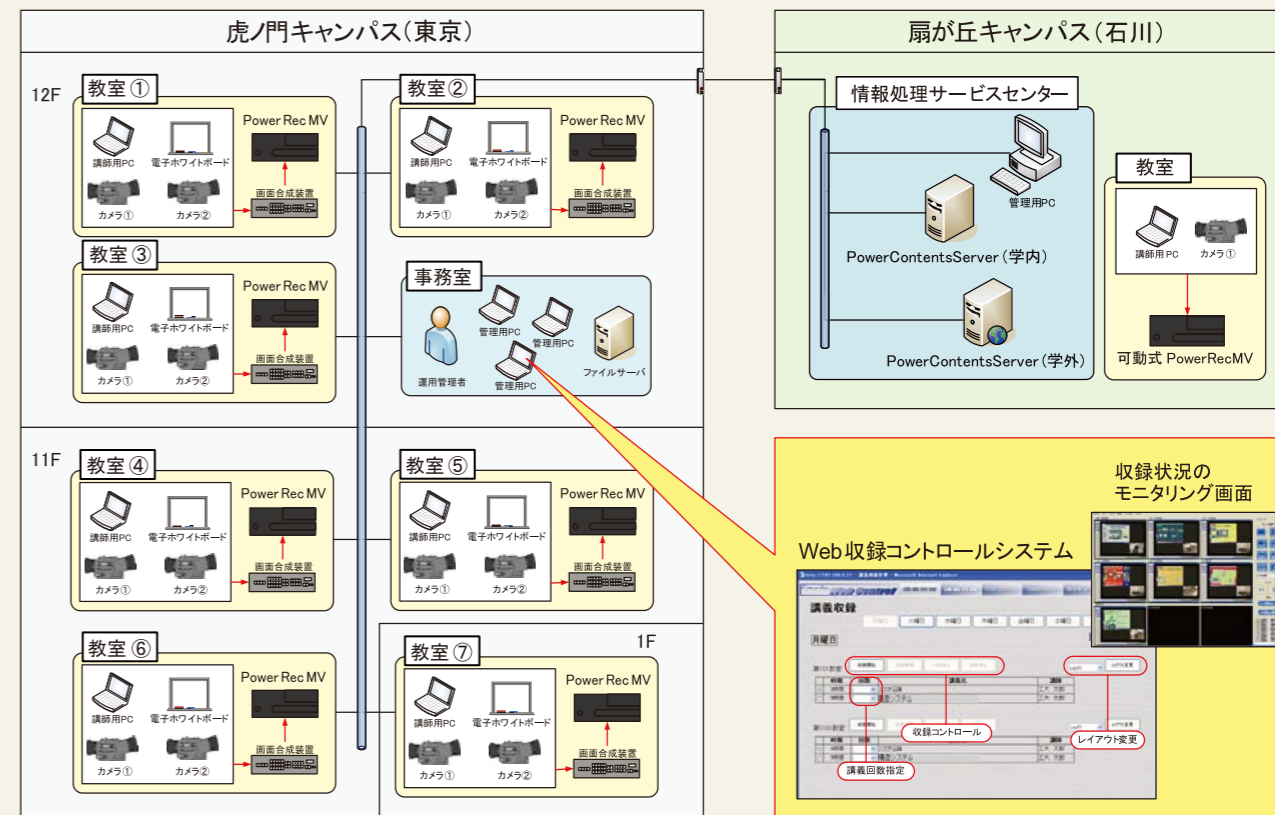 虎ノ門キャンパス（東京）
12F
教室①
講師用PC
電子ホワイトボード
カメラ①
カメラ②
Power Rec MV
画面合成装置
教室②
講師用PC
電子ホワイトボード
カメラ①
カメラ②
Power Rec MV
画面合成装置
教室③
講師用PC
電子ホワイトボード
カメラ①
カメラ②
Power Rec MV
画面合成装置
事務室
運用管理者
管理用PC
管理用PC
管理用PC
ファイルサーバ
11F
教室④
講師用PC
電子ホワイトボード
カメラ①
カメラ②
Power Rec MV
画面合成装置
教室⑤
講師用PC
電子ホワイトボード
カメラ①
カメラ②
Power Rec MV
画面合成装置
教室⑥
講師用PC
電子ホワイトボード
カメラ①
カメラ②
Power Rec MV
画面合成装置
1F
教室⑦
講師用PC
電子ホワイトボード
カメラ①
カメラ②
Power Rec MV
画面合成装置
扇が丘キャンパス（石川）
情報処理サービスセンター
管理用PC
PowerContentsServer（学内）
PowerContentsServer（学外）
教室
講師用PC
カメラ①
可動式 PowerRecMV
収録状況の
モニタリング画面
Web収録コントロールシステム
講義収録
火曜日 水曜日 木曜日 金曜日 土曜日
月曜日
収録コントロール
レイアウト変更
講義回数指定